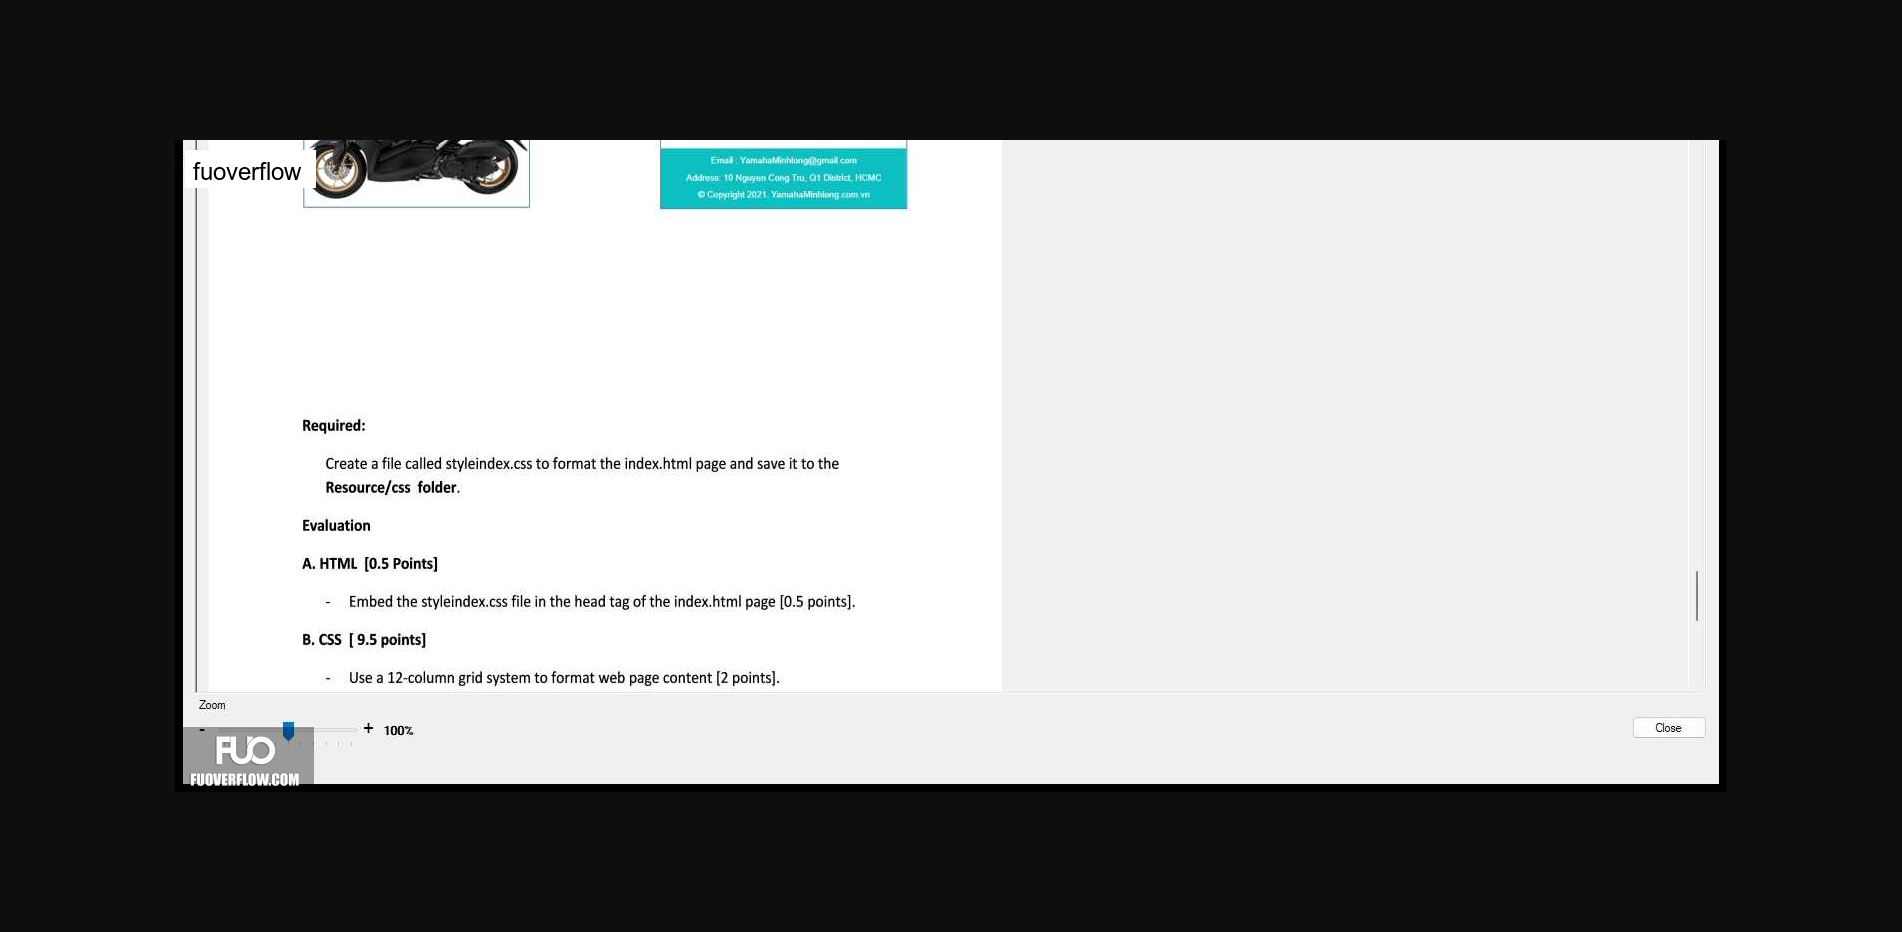 fuoverflow
Email : YamahaMinhlong@gmail.com
Address: 10 Nguyen Cong Tru, Q1 District, HCMC
© Copyright 2021. YamahaMinhlong.com.vn
Required:
Create a file called styleindex.css to format the index.html page and save it to the
Resource/css folder.
Evaluation
A. HTML [0.5 Points]
- Embed the styleindex.css file in the head tag of the index.html page [0.5 points].
B. CSS [ 9.5 points]
- Use a 12-column grid system to format web page content [2 points].
Zoom
- + 100%
Close
FUO
FUOVERFLOW.COM